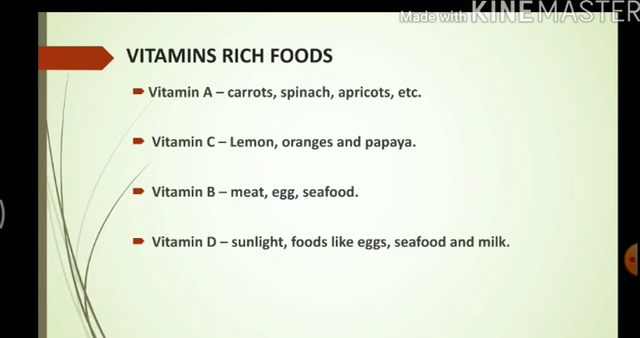 Made with KINEMASTER
VITAMINS RICH FOODS
Vitamin A – carrots, spinach, apricots, etc.
Vitamin C – Lemon, oranges and papaya.
Vitamin B – meat, egg, seafood.
Vitamin D – sunlight, foods like eggs, seafood and milk.